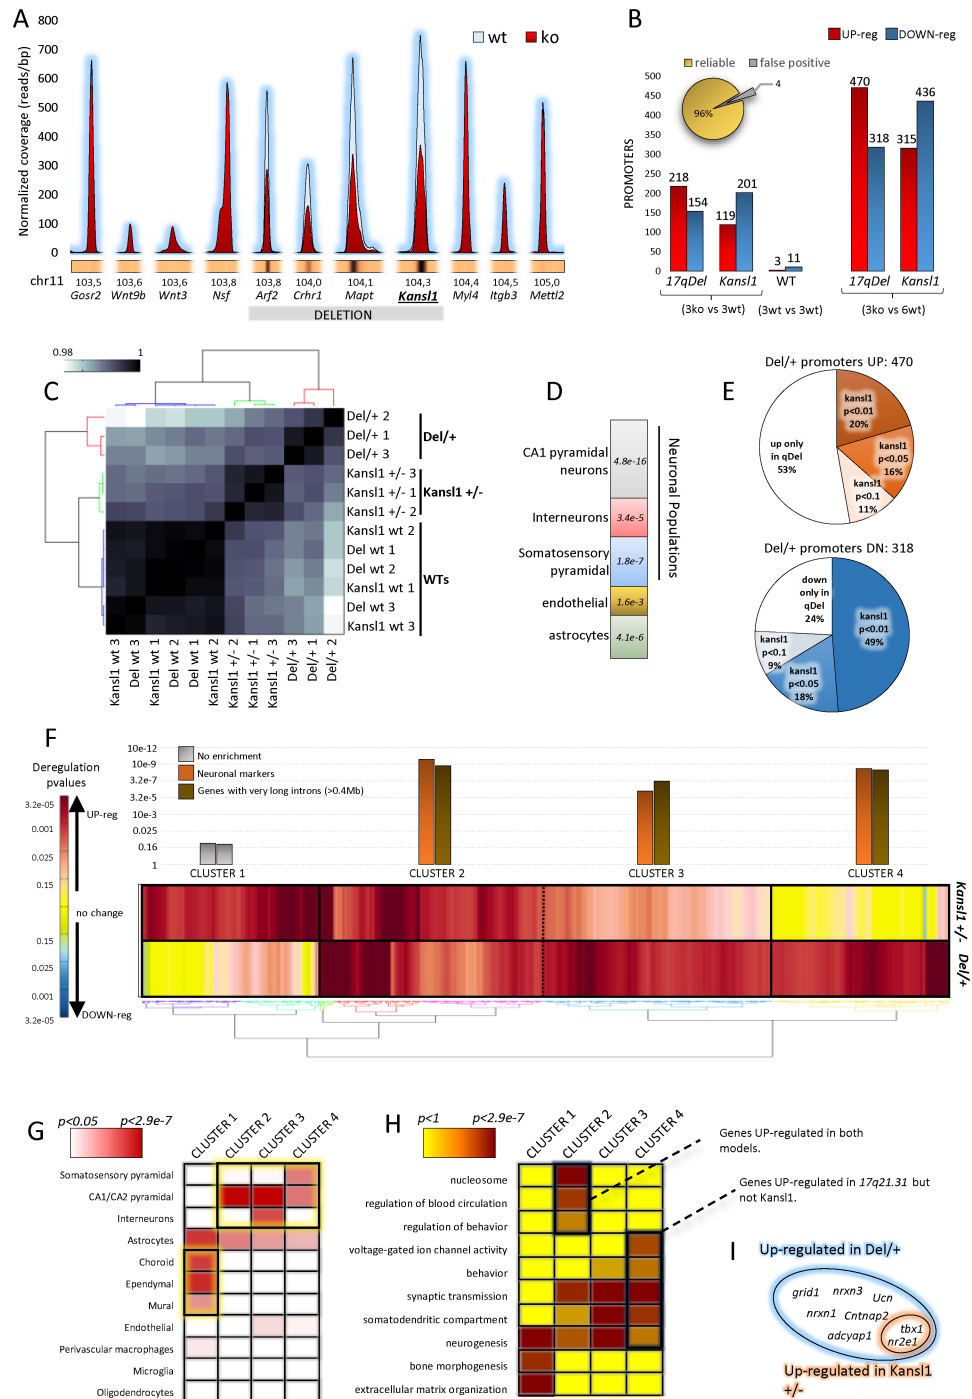 A
Normalized coverage (reads/bp)
800
700
600
500
400
300
200
100
0
wt
ko
chr11
103,5 103,6 103,6 103,8 103,8 104,0 104,1 104,3 104,4 104,5 105,0
Gosr2 Wnt9b Wnt3 Nsf Arf2 Crhr1 Mapt Kansl1 Myl4 Itgb3 Mettl2
DELETION
B
UP-reg
DOWN-reg
reliable
false positive
4
96%
PROMOTERS
500
450
400
350
300
250
200
150
100
50
0
218
154
119
201
3
11
470
318
315
436
17qDel Kansl1 WT 17qDel Kansl1
(3ko vs 3wt) (3wt vs 3wt) (3ko vs 6wt)
0.98 1
C
Del/+ 2
Del/+ 1
Del/+ 3
Kansl1 +/- 3
Kansl1 +/- 1
Kansl1 +/- 2
Kansl1 wt 2
Del wt 1
Del wt 2
Kansl1 wt 1
Del wt 3
Kansl1 wt 3
Del/+
Kansl1 +/-
WTs
Kansl1 wt 3
Del wt 3
Kansl1 wt 1
Del wt 2
Del wt 1
Kansl1 wt 2
Kansl1 +/- 2
Kansl1 +/- 1
Kansl1 +/- 3
Del/+ 3
Del/+ 1
Del/+ 2
D
CA1 pyramidal
neurons
4.8e-16
Interneurons
3.4e-5
Somatosensory
pyramidal
1.8e-7
endothelial
1.6e-3
astrocytes
4.1e-6
Neuronal Populations
E
Del/+ promoters UP: 470
kansl1
p<0.01
20%
kansl1
p<0.05
16%
kansl1
p<0.1
11%
up only
in qDel
53%
Del/+ promoters DN: 318
down
only in
qDel
24%
kansl1
p<0.01
49%
kansl1
p<0.1
9%
kansl1
p<0.05
18%
F
Deregulation
pvalues
3.2e-05
0.001
0.025
0.15
0.15
0.025
0.001
3.2e-05
UP-reg
no change
DOWN-reg
10e-12
10e-9
3.2e-7
3.2e-5
10e-3
0.025
0.16
1
No enrichment
Neuronal markers
Genes with very long introns (>0.4Mb)
CLUSTER 1 CLUSTER 2 CLUSTER 3 CLUSTER 4
Kansl1 +/-
Del/+
G
p<0.05 p<2.9e-7
CLUSTER 1
CLUSTER 2
CLUSTER 3
CLUSTER 4
Somatosensory pyramidal
CA1/CA2 pyramidal
Interneurons
Astrocytes
Choroid
Ependymal
Mural
Endothelial
Perivascular macrophages
Microglia
Oligodendrocytes
H
p<1 p<2.9e-7
CLUSTER 1
CLUSTER 2
CLUSTER 3
CLUSTER 4
nucleosome
regulation of blood circulation
regulation of behavior
voltage-gated ion channel activity
behavior
synaptic transmission
somatodendritic compartment
neurogenesis
bone morphogenesis
extracellular matrix organization
Genes UP-regulated in both
models.
Genes UP-regulated in 17q21.31 but
not Kansl1.
I
Up-regulated in Del/+
grid1 nrxn3 Ucn
nrxn1 Cntnap2
adcyap1 tbx1
nr2e1
Up-regulated in Kansl1
+/-